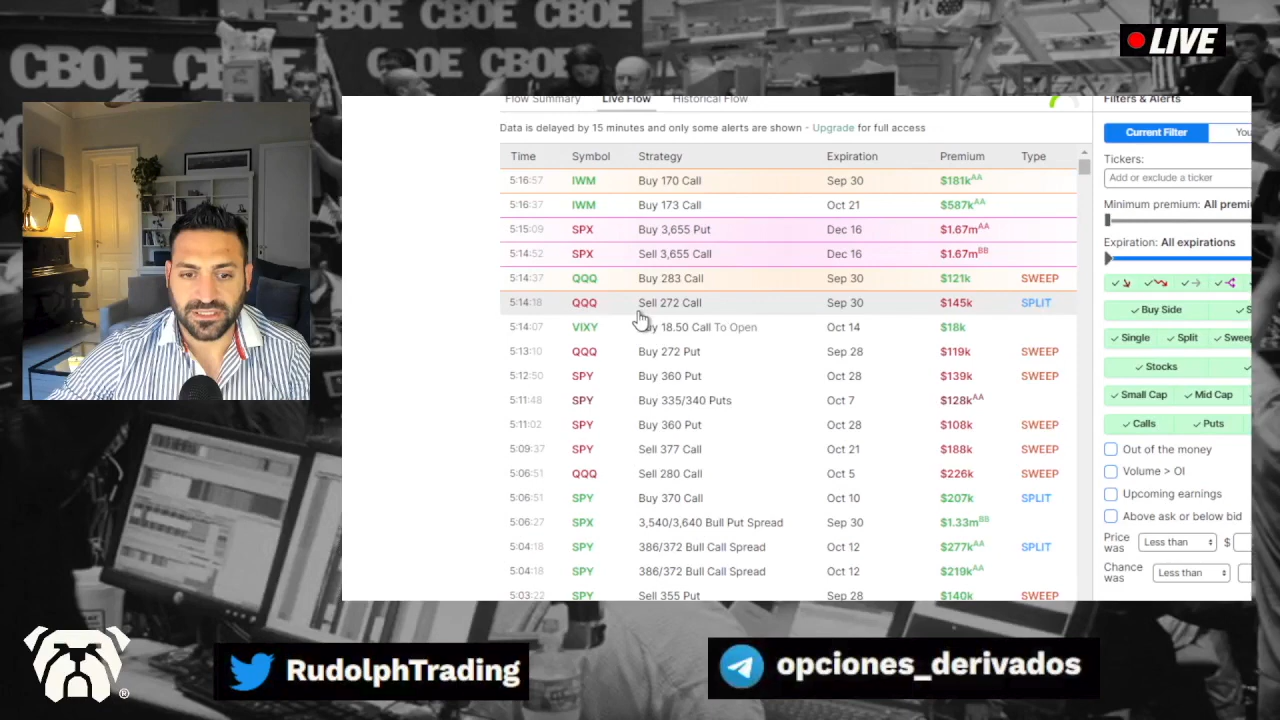 CBOE CBOE CBOE
CBOE CBOE
CBOE
LIVE
Flow Summary Live Flow Historical Flow
Filters & Alerts
Data is delayed by 15 minutes and only some alerts are shown - Upgrade for full access
Current Filter You
Time Symbol Strategy Expiration Premium Type
Tickers:
Add or exclude a ticker
5:16:57 IWM Buy 170 Call Sep 30 $181kAA
5:16:37 IWM Buy 173 Call Oct 21 $587kAA
Minimum premium: All premi
5:15:09 SPX Buy 3,655 Put Dec 16 $1.67mAA
Expiration: All expirations
5:14:52 SPX Sell 3,655 Call Dec 16 $1.67mBB
5:14:37 QQQ Buy 283 Call Sep 30 $121k SWEEP
5:14:18 QQQ Sell 272 Call Sep 30 $145k SPLIT
Buy Side S
5:14:07 VIXY 18.50 Call To Open Oct 14 $18k
Single Split Sweep
5:13:10 QQQ Buy 272 Put Sep 28 $119k SWEEP
Stocks
5:12:50 SPY Buy 360 Put Oct 28 $139k SWEEP
Small Cap Mid Cap
5:11:48 SPY Buy 335/340 Puts Oct 7 $128kAA
Calls Puts
5:11:02 SPY Buy 360 Put Oct 28 $108k SWEEP
5:09:37 SPY Sell 377 Call Oct 21 $188k SWEEP
Out of the money
5:06:51 QQQ Sell 280 Call Oct 5 $226k SWEEP
Volume > OI
5:06:51 SPY Buy 370 Call Oct 10 $207k SPLIT
Upcoming earnings
5:06:27 SPX 3,540/3,640 Bull Put Spread Sep 30 $1.33mBB
Above ask or below bid
5:04:18 SPY 386/372 Bull Call Spread Oct 12 $277kAA SPLIT
Price was Less than $
5:04:18 SPY 386/372 Bull Call Spread Oct 12 $219kAA
Chance was Less than
5:03:22 SPY Sell 355 Put Sep 28 $140k SWEEP
RudolphTrading
opciones_derivados
®